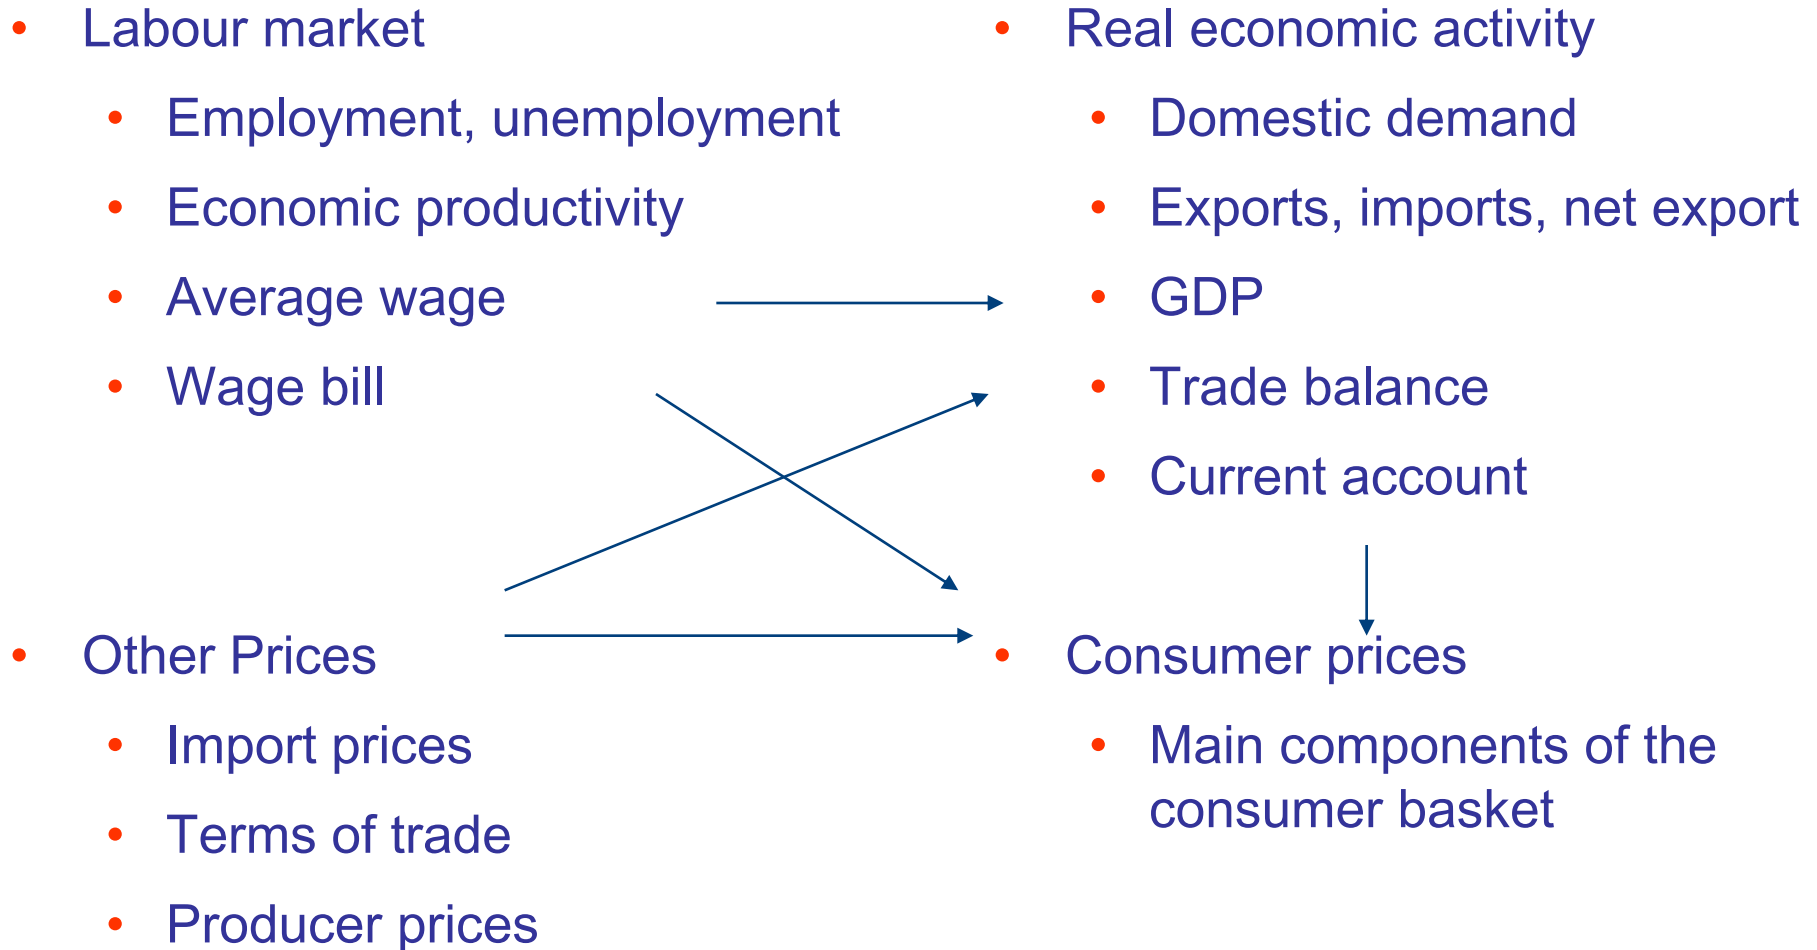 • Labour market
• Employment, unemployment
• Economic productivity
• Average wage
• Wage bill
• Other Prices
• Import prices
• Terms of trade
• Producer prices
• Real economic activity
• Domestic demand
• Exports, imports, net export
• GDP
• Trade balance
• Current account
• Consumer prices
• Main components of the
consumer basket